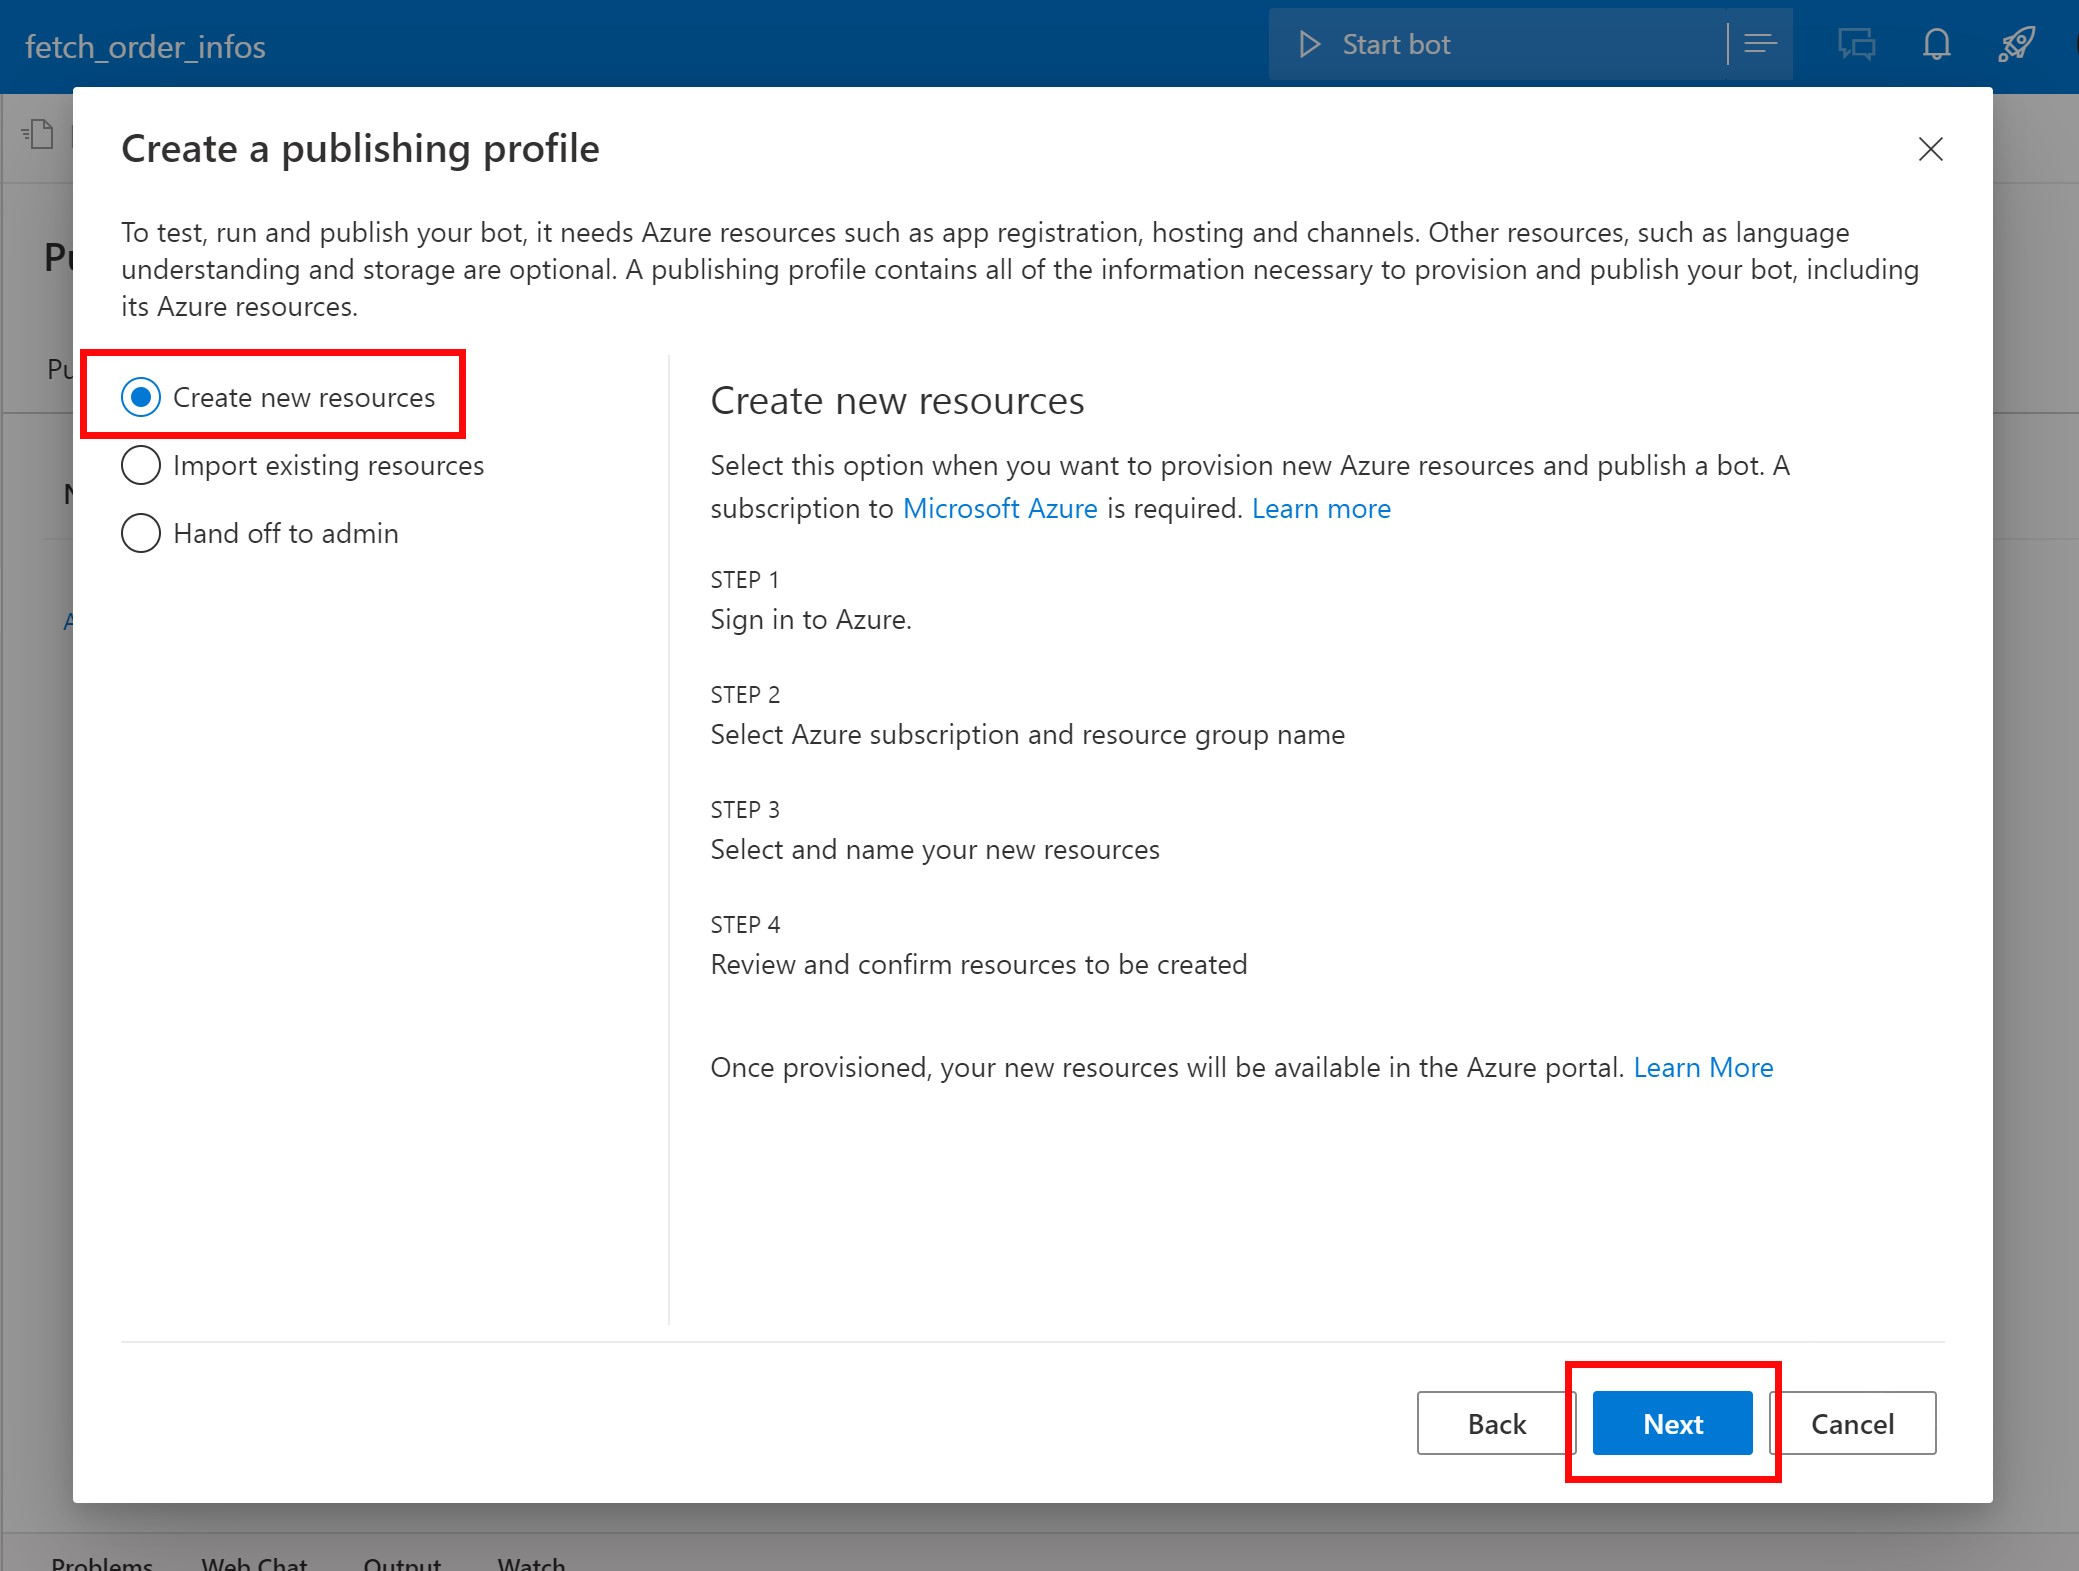 fetch_order_infos
Start bot
Create a publishing profile
To test, run and publish your bot, it needs Azure resources such as app registration, hosting and channels. Other resources, such as language
understanding and storage are optional. A publishing profile contains all of the information necessary to provision and publish your bot, including
its Azure resources.
Create new resources
Import existing resources
Hand off to admin
Create new resources
Select this option when you want to provision new Azure resources and publish a bot. A
subscription to Microsoft Azure is required. Learn more
STEP 1
Sign in to Azure.
STEP 2
Select Azure subscription and resource group name
STEP 3
Select and name your new resources
STEP 4
Review and confirm resources to be created
Once provisioned, your new resources will be available in the Azure portal. Learn More
Back
Next
Cancel
Problems
Web Chat
Output
Watch